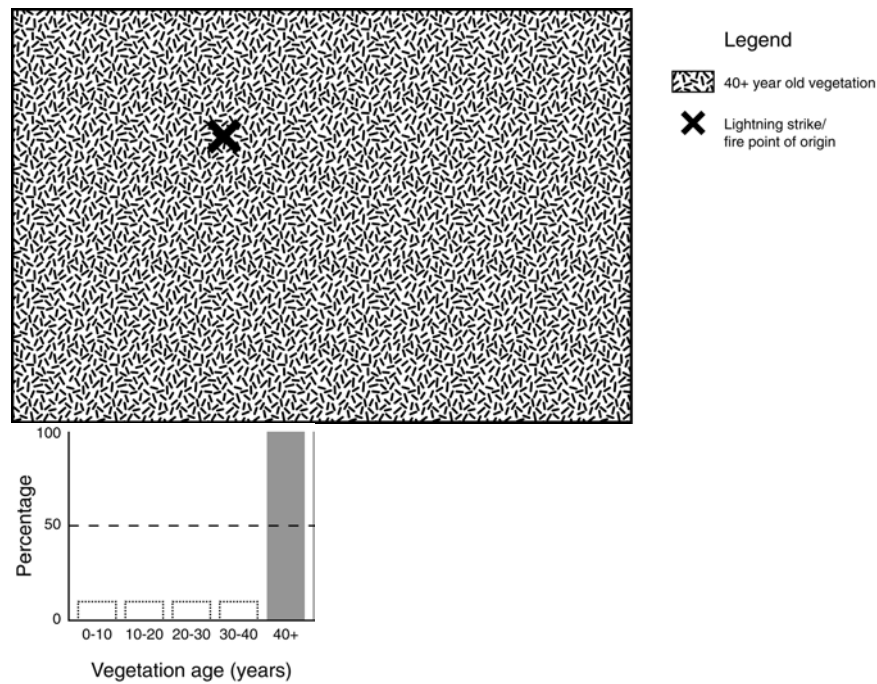 Legend
40+ year old vegetation
Lightning strike/
fire point of origin
100
Percentage
50
0
0-10 10-20 20-30 30-40 40+
Vegetation age (years)